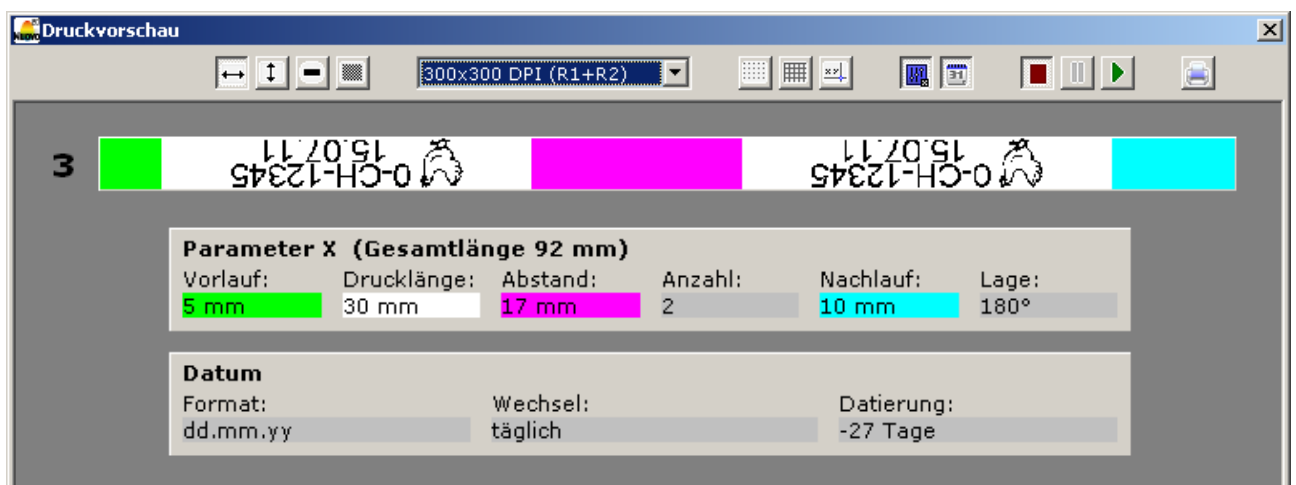 Druckvorschau
300x300 DPI (R1+R2)
3
15.07.11
0-CH-12345
15.07.11
0-CH-12345
Parameter X (Gesamtlänge 92 mm)
Vorlauf: Drucklänge: Abstand: Anzahl: Nachlauf: Lage:
5 mm 30 mm 17 mm 2 10 mm 180°
Datum
Format: Wechsel: Datierung:
dd.mm.yy täglich -27 Tage